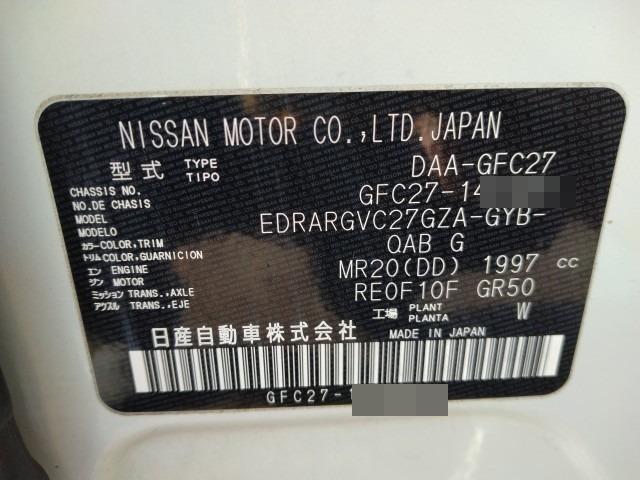 NISSAN MOTOR CO.,LTD.JAPAN
型式 TYPE TIPO DAA-GFC27
CHASSIS NO. NO.DE CHASIS GFC27-14
MODEL MODELO EDRARGVC27GZA-GYB-
カラー COLOR,TRIM トリム COLOR,GUARNICION QAB G
エンジン ENGINE MOTOR MR20(DD) 1997 cc
ミッション TRANS.,AXLE アクスル TRANS.,EJE RE0F10F GR50
工場 PLANT PLANTA W
日産自動車株式会社 MADE IN JAPAN
GFC27-1